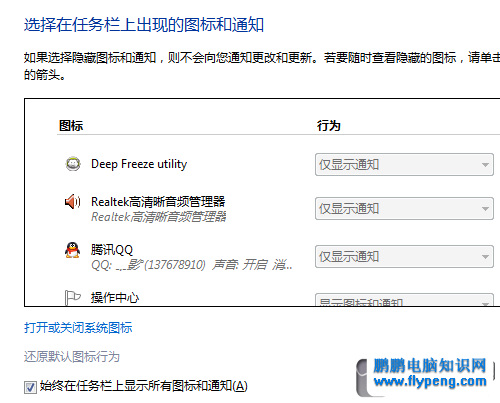 选择在任务栏上出现的图标和通知
如果选择隐藏图标和通知，则不会向您通知更改和更新。若要随时查看隐藏的图标，请单击
的箭头。
图标 行为
Deep Freeze utility 仅显示通知
Realtek高清晰音频管理器 仅显示通知
Realtek高清晰音频管理器
腾讯QQ 仅显示通知
QQ: (137678910) 声音: 开启 消...
操作中心 显示图标和通知
打开或关闭系统图标
还原默认图标行为
始终在任务栏上显示所有图标和通知(A)
鹏鹏电脑知识网
www.flypeng.com